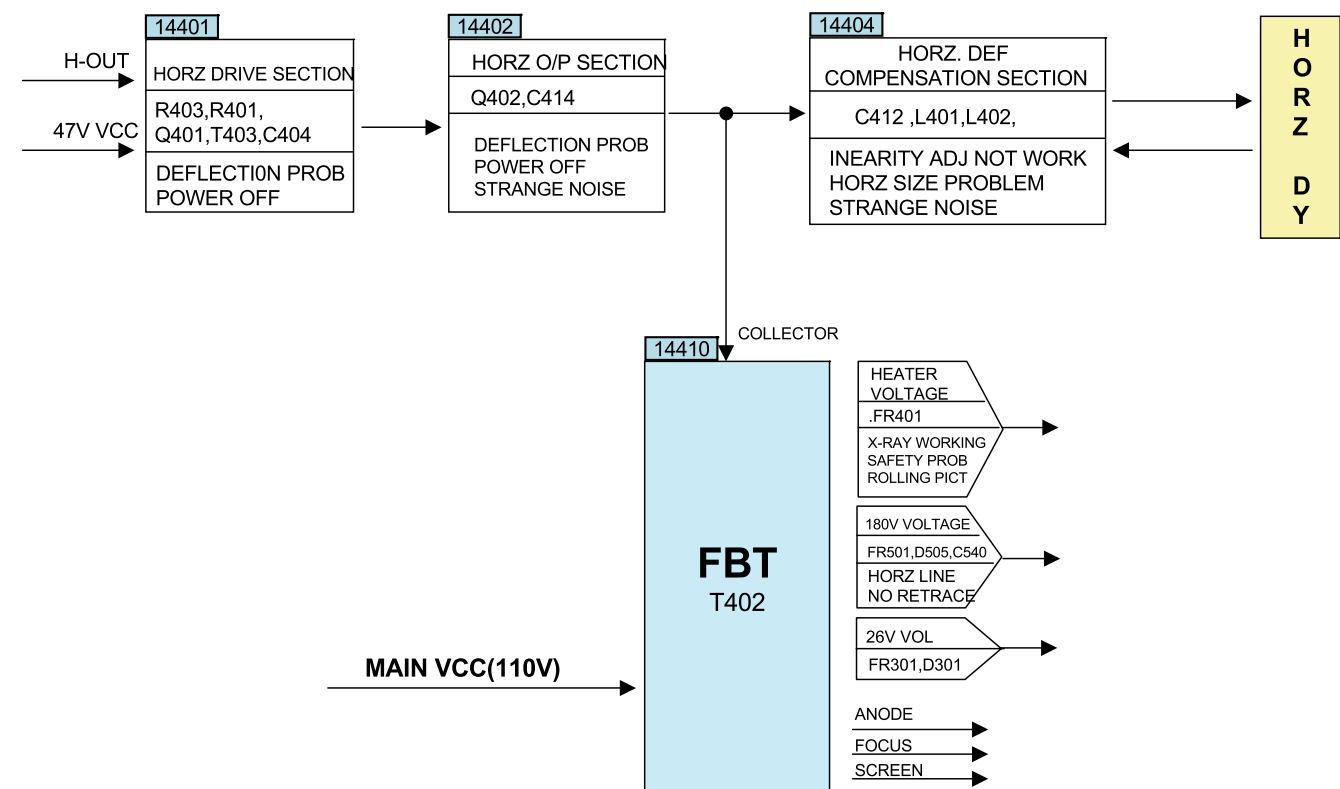 14401
H-OUT
47V VCC
HORZ DRIVE SECTION
R403,R401,
Q401,T403,C404
DEFLECTI0N PROB
POWER OFF
14402
HORZ O/P SECTION
Q402,C414
DEFLECTION PROB
POWER OFF
STRANGE NOISE
14404
HORZ. DEF
COMPENSATION SECTION
C412 ,L401,L402,
INEARITY ADJ NOT WORK
HORZ SIZE PROBLEM
STRANGE NOISE
H
O
R
Z
D
Y
COLLECTOR
14410
FBT
T402
MAIN VCC(110V)
HEATER
VOLTAGE
.FR401
X-RAY WORKING
SAFETY PROB
ROLLING PICT
180V VOLTAGE
FR501,D505,C540
HORZ LINE
NO RETRACE
26V VOL
FR301,D301
ANODE
FOCUS
SCREEN